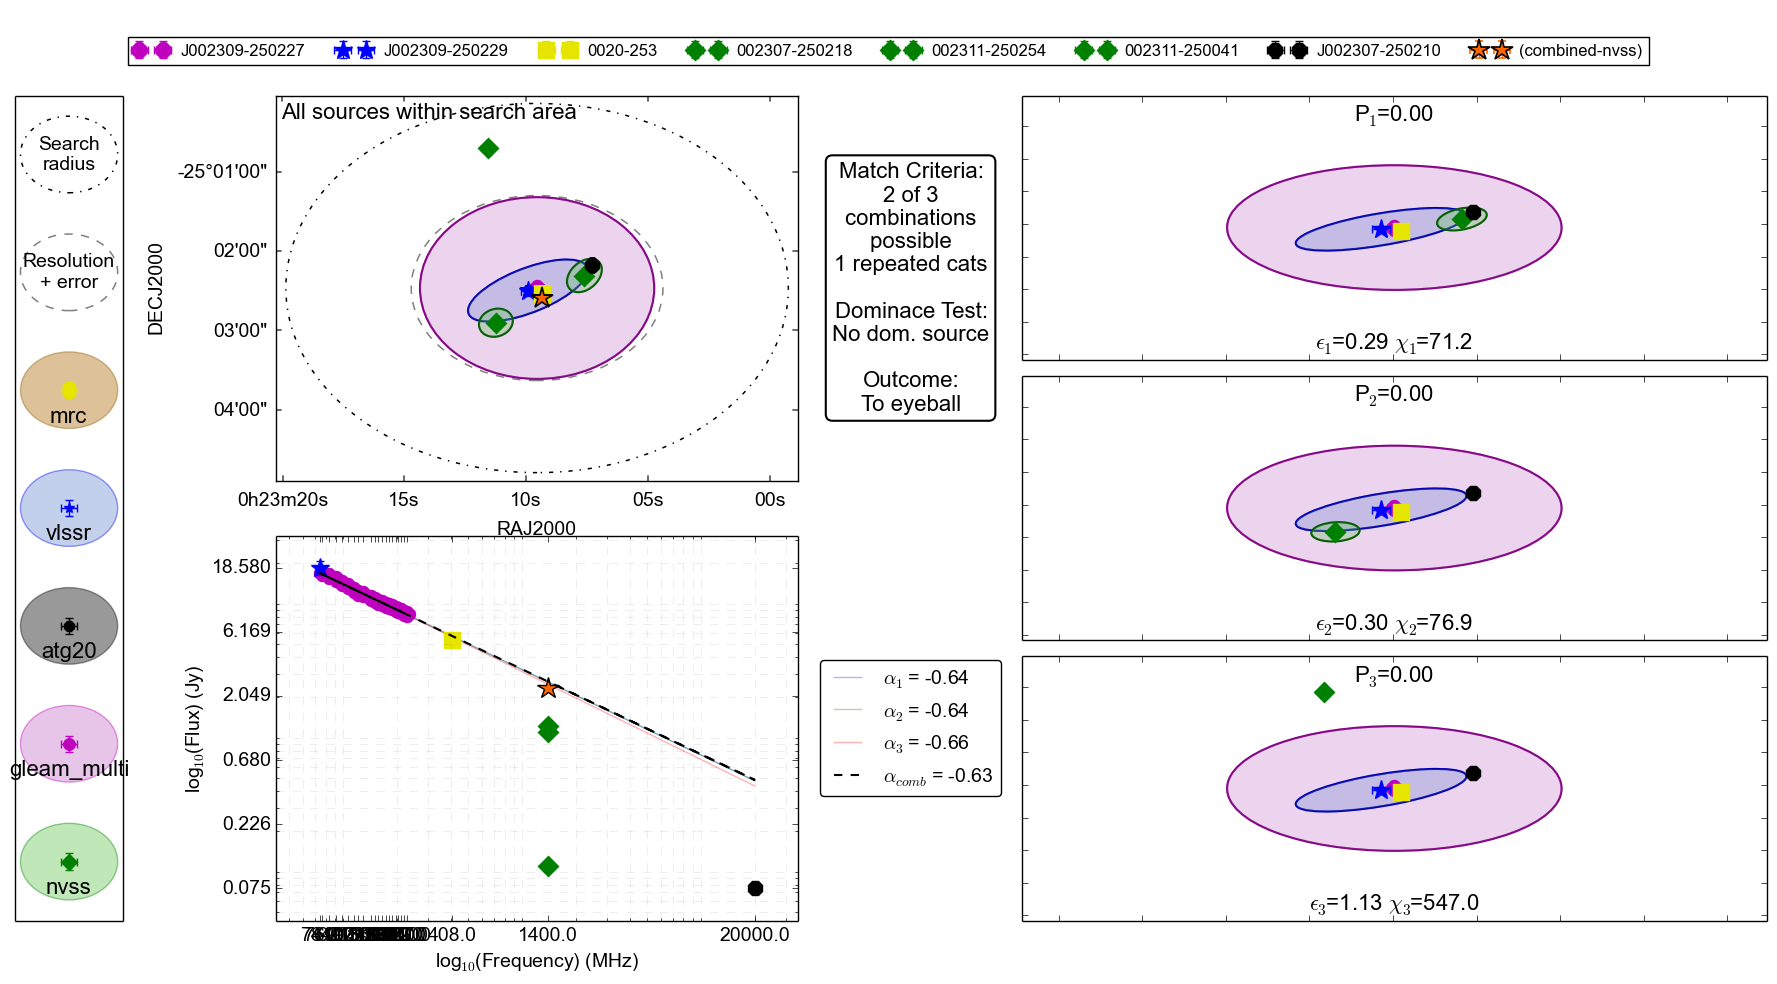 J002309-250227 J002309-250229 0020-253 002307-250218 002311-250254 002311-250041 J002307-250210 (combined-nvss)
Search
radius
Resolution
+ error
mrc
vlssr
atg20
gleam_multi
nvss
All sources within search area
DECJ2000
-25°01'00"
02'00"
03'00"
04'00"
0h23m20s 15s 10s 05s 00s
RAJ2000
Match Criteria:
2 of 3
combinations
possible
1 repeated cats
Dominace Test:
No dom. source
Outcome:
To eyeball
log₁₀(Flux) (Jy)
18.580
6.169
2.049
0.680
0.226
0.075
408.0 1400.0 20000.0
log₁₀(Frequency) (MHz)
α₁ = -0.64
α₂ = -0.64
α₃ = -0.66
α_comb = -0.63
P₁=0.00
ϵ₁=0.29 χ₁=71.2
P₂=0.00
ϵ₂=0.30 χ₂=76.9
P₃=0.00
ϵ₃=1.13 χ₃=547.0